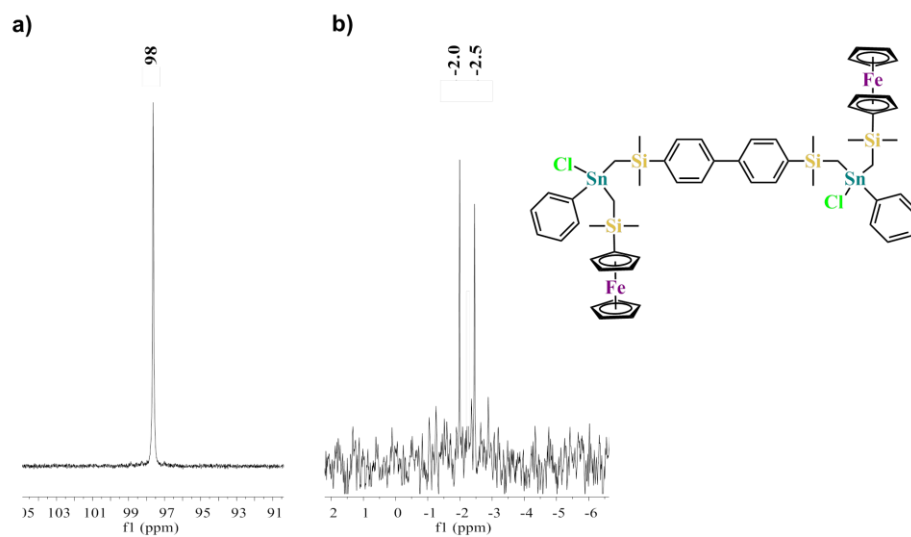 a)
98
05 103 101 99 97 95 93 91
f1 (ppm)
b)
-2.0
-2.5
2 1 0 -1 -2 -3 -4 -5 -6
f1 (ppm)
Fe
Si
Cl
Sn
Si
Si
Sn
Cl
Si
Fe